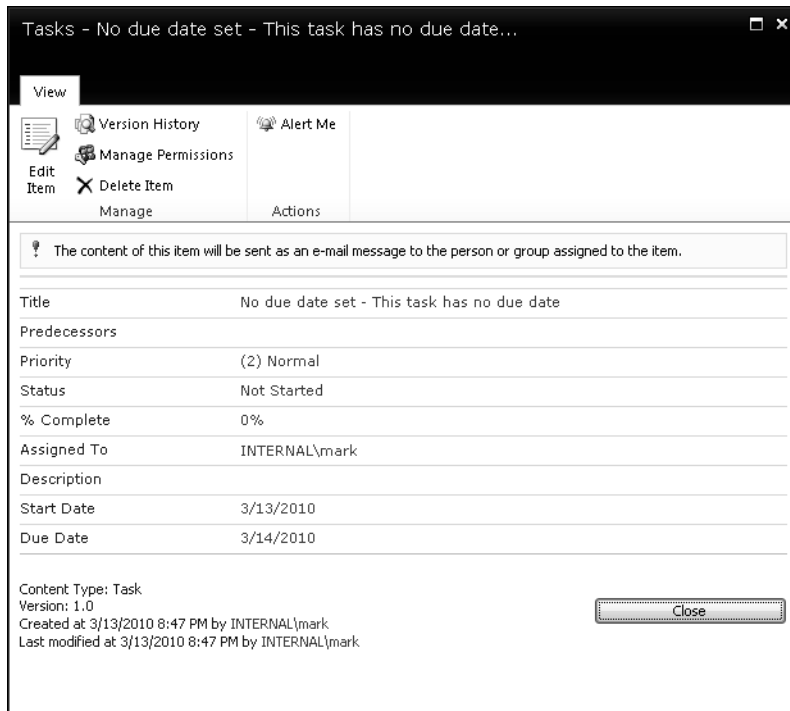 Tasks - No due date set - This task has no due date...
View
Edit Item
Version History
Manage Permissions
Delete Item
Manage
Alert Me
Actions
The content of this item will be sent as an e-mail message to the person or group assigned to the item.
Title No due date set - This task has no due date
Predecessors
Priority (2) Normal
Status Not Started
% Complete 0%
Assigned To INTERNAL\mark
Description
Start Date 3/13/2010
Due Date 3/14/2010
Content Type: Task
Version: 1.0
Created at 3/13/2010 8:47 PM by INTERNAL\mark
Last modified at 3/13/2010 8:47 PM by INTERNAL\mark
Close